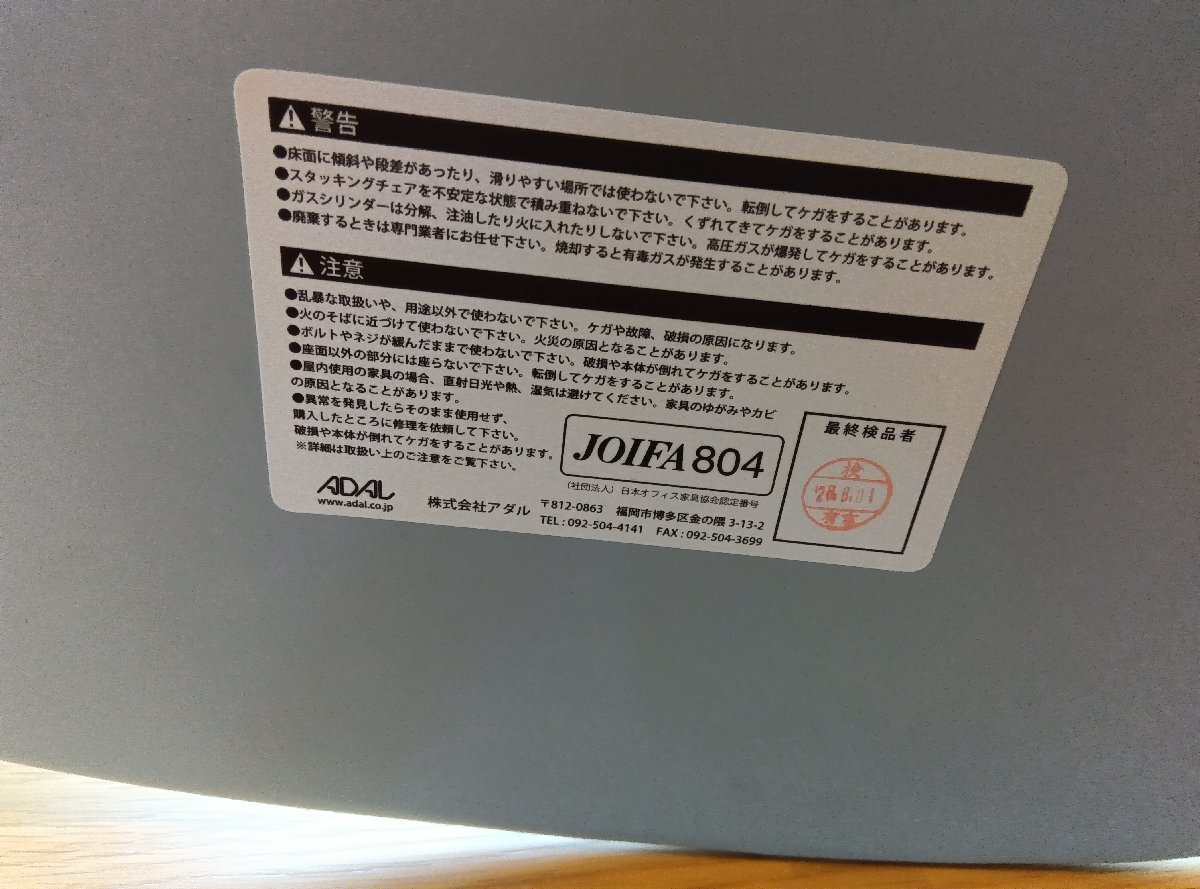 警告
●床面に傾斜や段差があったり、滑りやすい場所では使わないで下さい。転倒してケガをすることがあります。
●スタッキングチェアを不安定な状態で積み重ねないで下さい。くずれてきてケガをすることがあります。
●ガスシリンダーは分解、注油したり火に入れたりしないで下さい。高圧ガスが爆発してケガをすることがあります。
●廃棄するときは専門業者にお任せ下さい。焼却すると有毒ガスが発生することがあります。
注意
●乱暴な取扱いや、用途以外で使わないで下さい。ケガや故障、破損の原因になります。
●火のそばに近づけて使わないで下さい。火災の原因となることがあります。
●ボルトやネジが緩んだままで使わないで下さい。破損や本体が倒れてケガをすることがあります。
●座面以外の部分には座らないで下さい。転倒してケガをすることがあります。
●屋内使用の家具の場合、直射日光や熱、湿気は避けてください。家具のゆがみやカビ
の原因となることがあります。
●異常を発見したらそのまま使用せず、
購入したところに修理を依頼して下さい。
破損や本体が倒れてケガをすることがあります。
※詳細は取扱い上のご注意をご覧下さい。
JOIFA 804
(社団法人) 日本オフィス家具協会認定番号
最終検品者
検
ADAL
www.adal.co.jp
株式会社アダル
〒812-0863 福岡市博多区金の隈 3-13-2
TEL : 092-504-4141 FAX : 092-504-3699